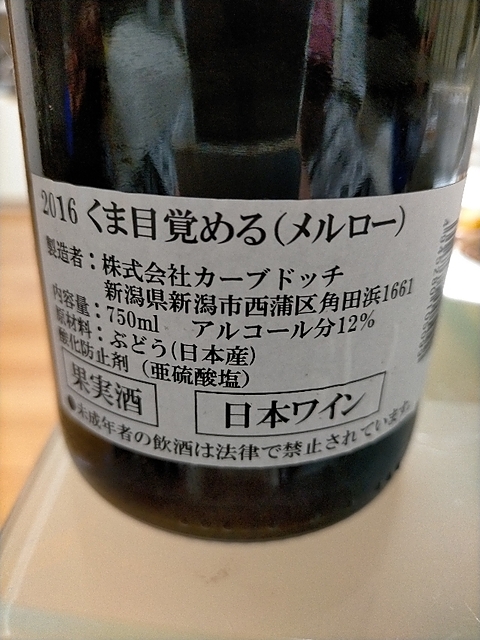 2016 くま目覚める(メルロー)
製造者：株式会社カーブドッチ
新潟県新潟市西蒲区角田浜1661
内容量：750ml アルコール分12%
原材料：ぶどう(日本産)
酸化防止剤(亜硫酸塩)
果実酒 日本ワイン
●未成年者の飲酒は法律で禁止されています。